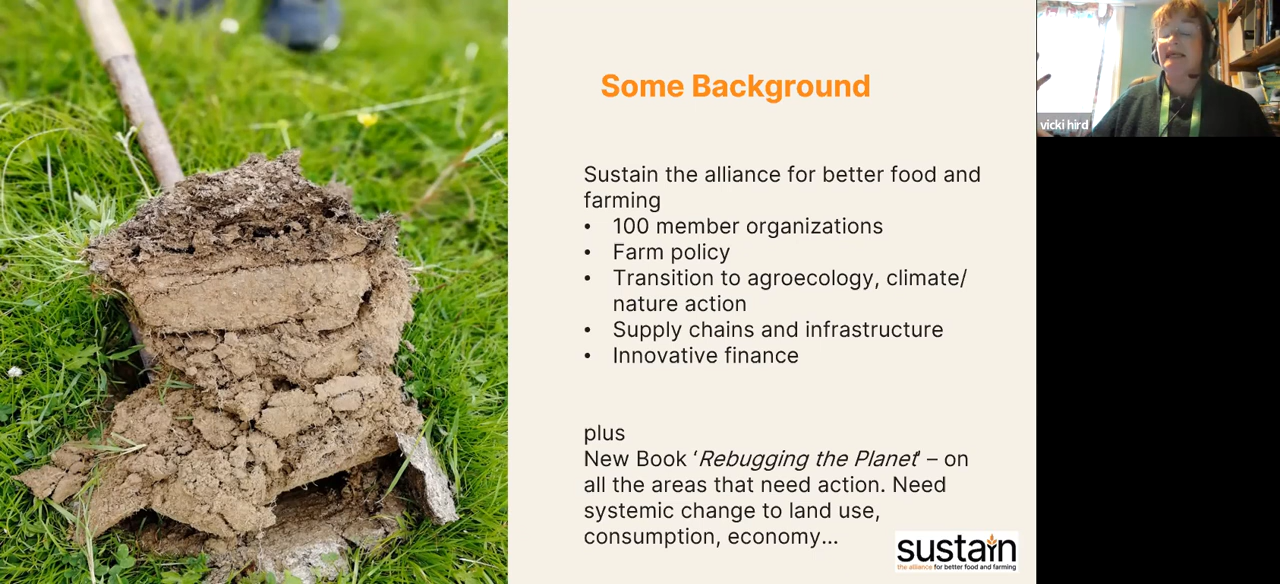 Some Background
Sustain the alliance for better food and
farming
• 100 member organizations
• Farm policy
• Transition to agroecology, climate/
nature action
• Supply chains and infrastructure
• Innovative finance
plus
New Book ‘Rebugging the Planet’ – on
all the areas that need action. Need
systemic change to land use,
consumption, economy...
sustain
the alliance for better food and farming
vicki hird